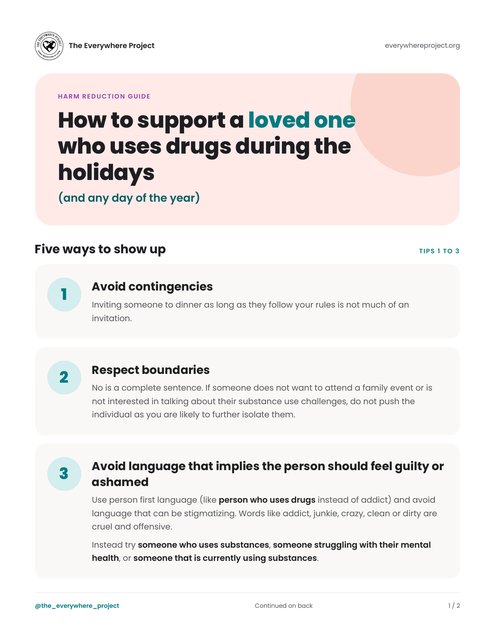 The Everywhere Project
everywhereproject.org
HARM REDUCTION GUIDE
How to support a loved one
who uses drugs during the
holidays
(and any day of the year)
Five ways to show up
TIPS 1 TO 3
1
Avoid contingencies
Inviting someone to dinner as long as they follow your rules is not much of an
invitation.
2
Respect boundaries
No is a complete sentence. If someone does not want to attend a family event or is
not interested in talking about their substance use challenges, do not push the
individual as you are likely to further isolate them.
3
Avoid language that implies the person should feel guilty or
ashamed
Use person first language (like person who uses drugs instead of addict) and avoid
language that can be stigmatizing. Words like addict, junkie, crazy, clean or dirty are
cruel and offensive.
Instead try someone who uses substances, someone struggling with their mental
health, or someone that is currently using substances.
@the_everywhere_project
Continued on back
1 / 2